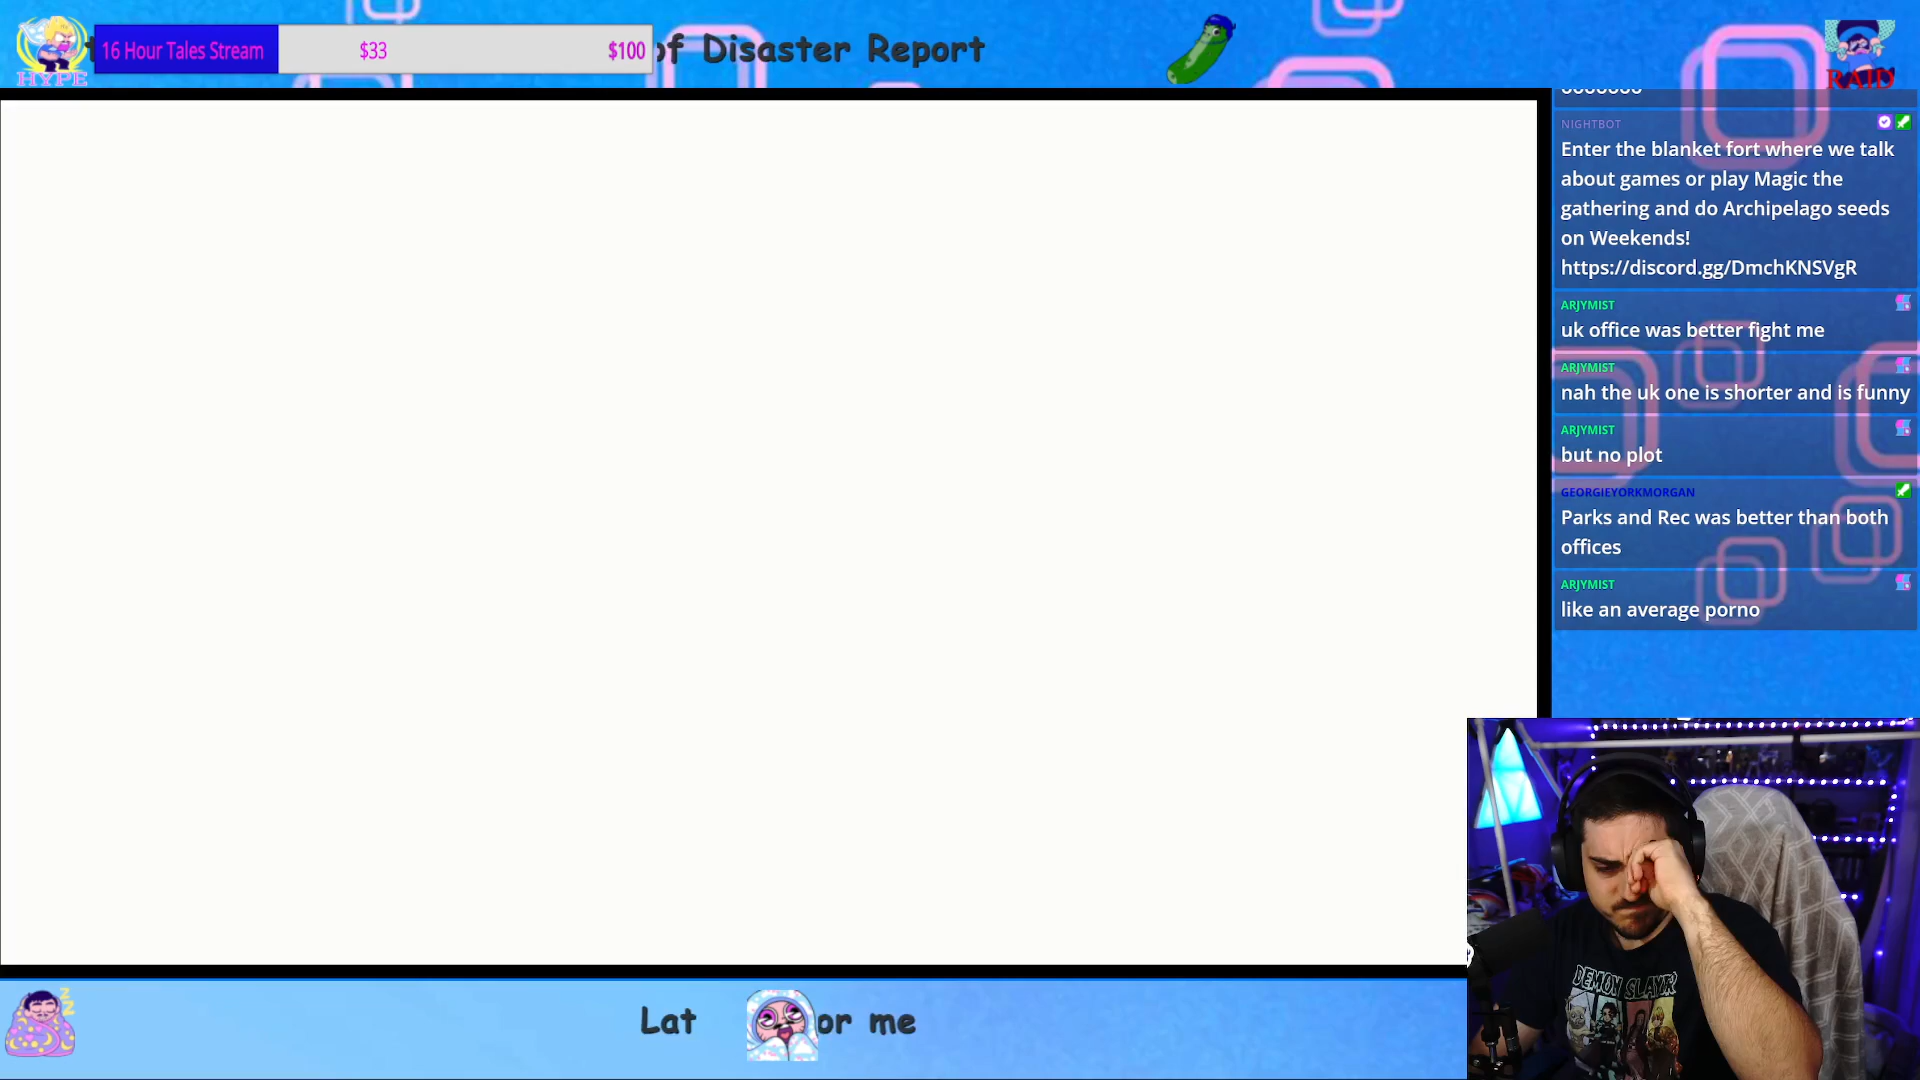 16 Hour Tales Stream $33 $100 of Disaster Report
HYPE
RAID
NIGHTBOT
Enter the blanket fort where we talk
about games or play Magic the
gathering and do Archipelago seeds
on Weekends!
https://discord.gg/DmchKNSVgR
ARJYMIST
uk office was better fight me
ARJYMIST
nah the uk one is shorter and is funny
ARJYMIST
but no plot
GEORGIEYORKMORGAN
Parks and Rec was better than both
offices
ARJYMIST
like an average porno
DEMON SLAYER
Lat or me